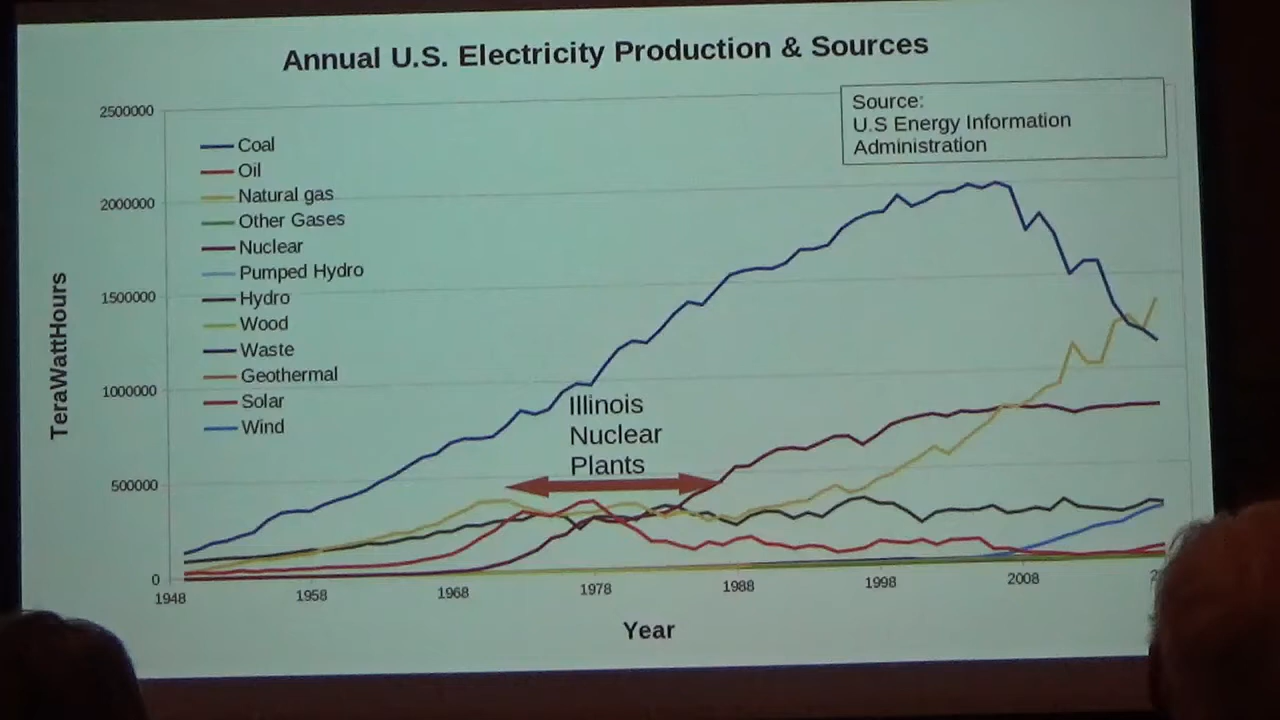 Annual U.S. Electricity Production & Sources
Source:
U.S Energy Information
Administration
2500000
2000000
1500000
1000000
500000
0
TeraWattHours
Coal
Oil
Natural gas
Other Gases
Nuclear
Pumped Hydro
Hydro
Wood
Waste
Geothermal
Solar
Wind
Illinois
Nuclear
Plants
1948
1958
1968
1978
1988
1998
2008
Year